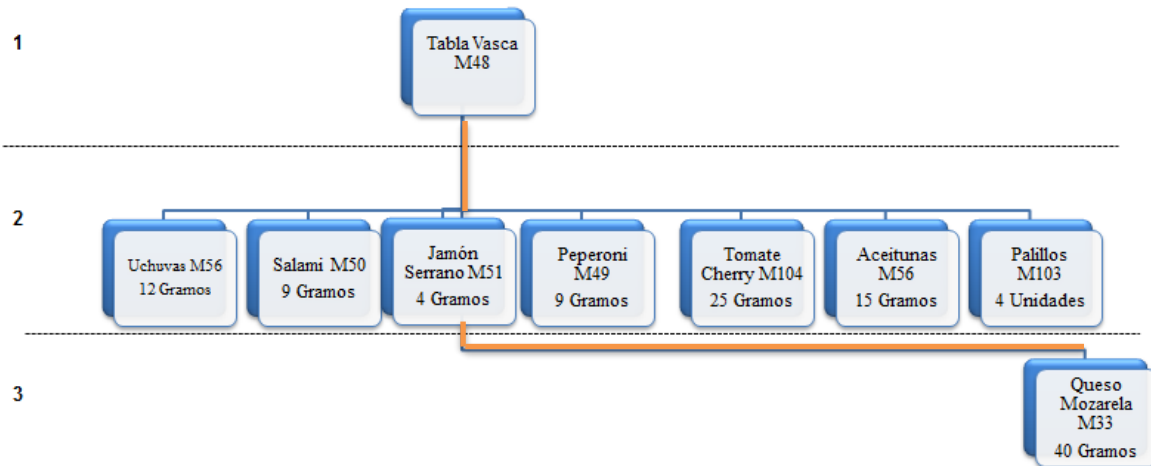 1
Tabla Vasca
M48
2
Uchuvas M56
12 Gramos
Salami M50
9 Gramos
Jamón
Serrano M51
4 Gramos
Peperoni
M49
9 Gramos
Tomate
Cherry M104
25 Gramos
Aceitunas
M56
15 Gramos
Palillos
M103
4 Unidades
3
Queso
Mozarela
M33
40 Gramos